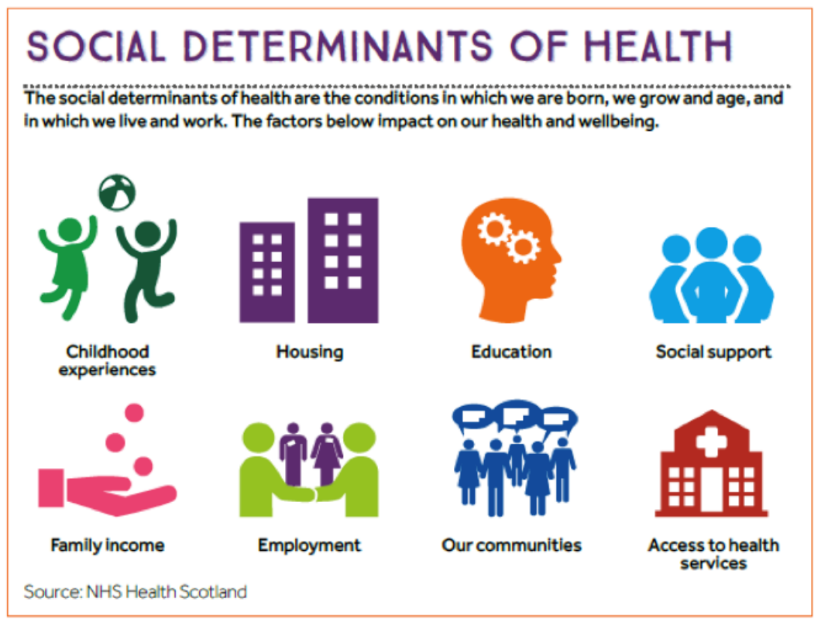 SOCIAL DETERMINANTS OF HEALTH
The social determinants of health are the conditions in which we are born, we grow and age, and
in which we live and work. The factors below impact on our health and wellbeing.
Childhood
experiences
Housing
Education
Social support
Family income
Employment
Our communities
Access to health
services
Source: NHS Health Scotland